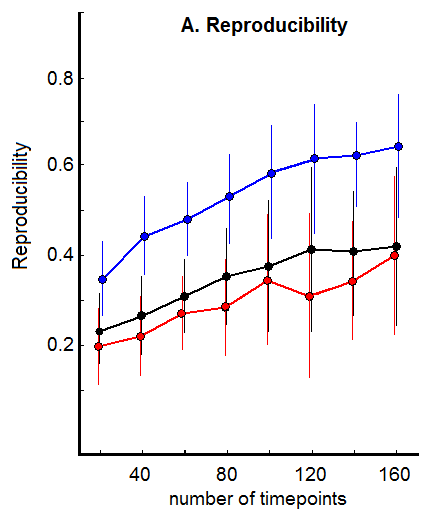 A. Reproducibility
0.8
0.6
0.4
0.2
Reproducibility
40 80 120 160
number of timepoints